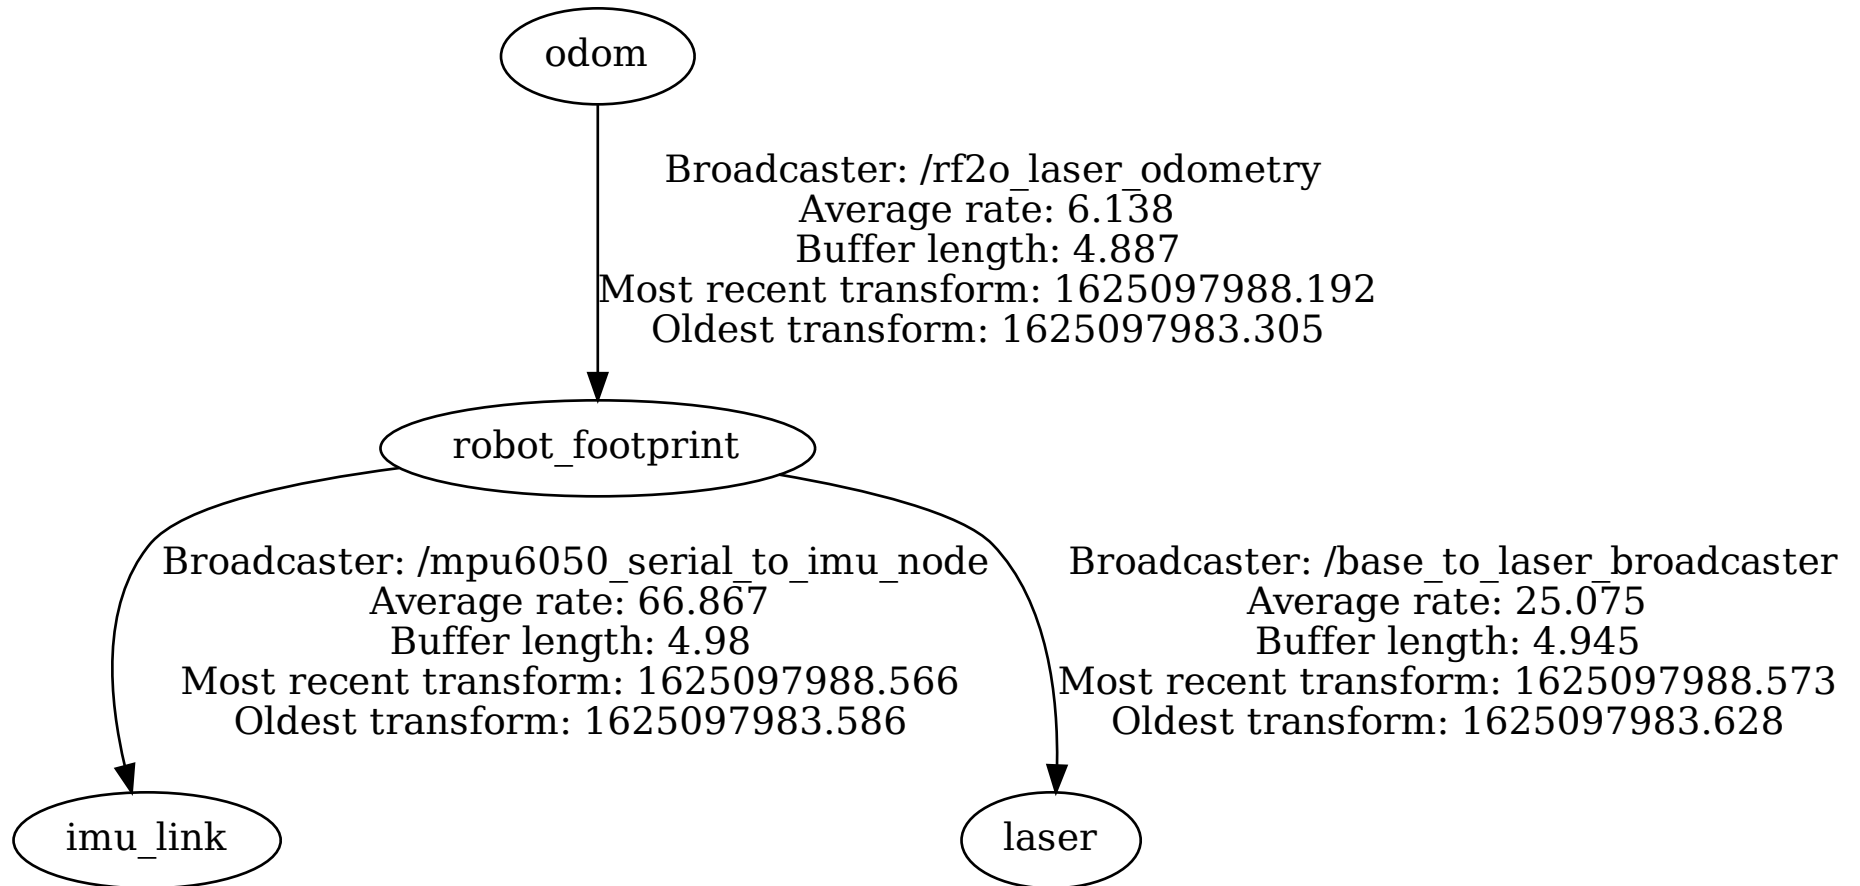 odom
Broadcaster: /rf2o_laser_odometry
Average rate: 6.138
Buffer length: 4.887
Most recent transform: 1625097988.192
Oldest transform: 1625097983.305
robot_footprint
Broadcaster: /mpu6050_serial_to_imu_node
Average rate: 66.867
Buffer length: 4.98
Most recent transform: 1625097988.566
Oldest transform: 1625097983.586
Broadcaster: /base_to_laser_broadcaster
Average rate: 25.075
Buffer length: 4.945
Most recent transform: 1625097988.573
Oldest transform: 1625097983.628
imu_link
laser